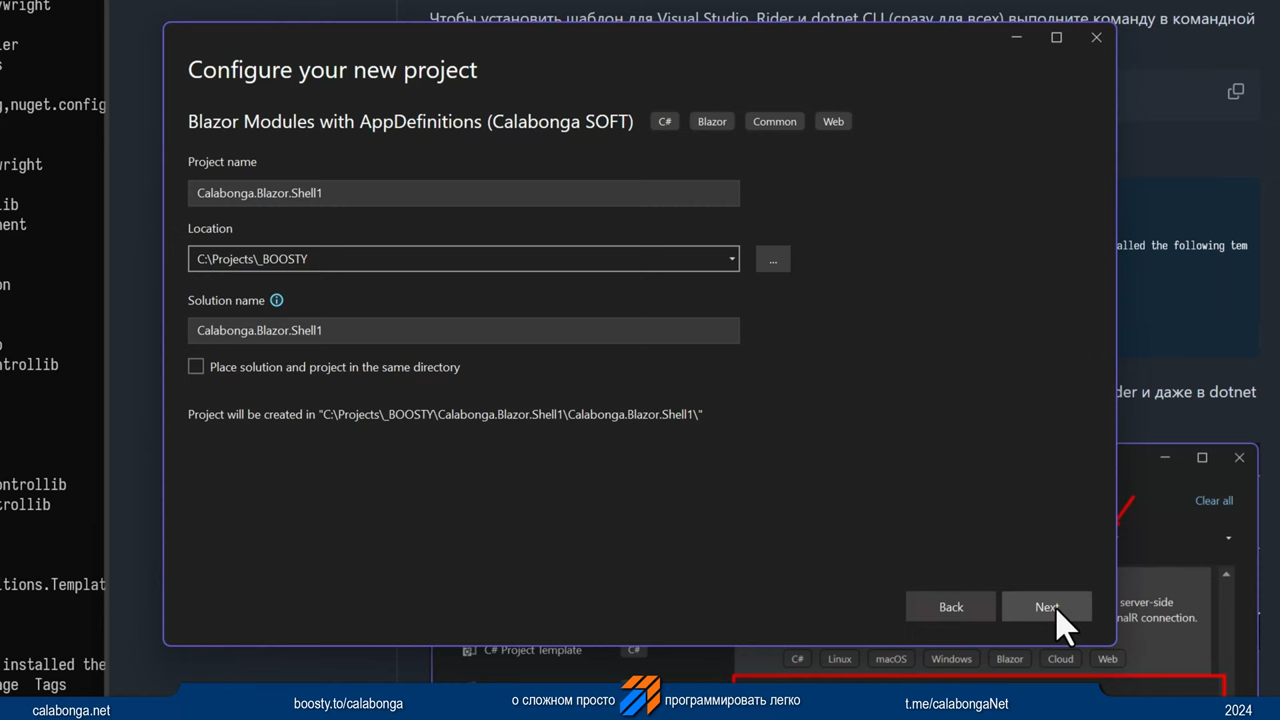 wright
Чтобы установить шаблон для Visual Studio, Rider и dotnet CLI (сразу для всех) выполните команду в командной
er
s
,nuget.config
wright
ib
ent
on
o
trollib
ontrollib
trollib
itions.Templat
installed the
age Tags
Configure your new project
Blazor Modules with AppDefinitions (Calabonga SOFT) C# Blazor Common Web
Project name
Calabonga.Blazor.Shell1
Location
C:\Projects\_BOOSTY
...
Solution name
Calabonga.Blazor.Shell1
Place solution and project in the same directory
Project will be created in "C:\Projects\_BOOSTY\Calabonga.Blazor.Shell1\Calabonga.Blazor.Shell1\"
Back Next
alled the following tem
der и даже в dotnet
Clear all
server-side
nalR connection.
C# Project Template C#
C# Linux macOS Windows Blazor Cloud Web
calabonga.net boosty.to/calabonga о сложном просто программировать легко t.me/calabongaNet 2024